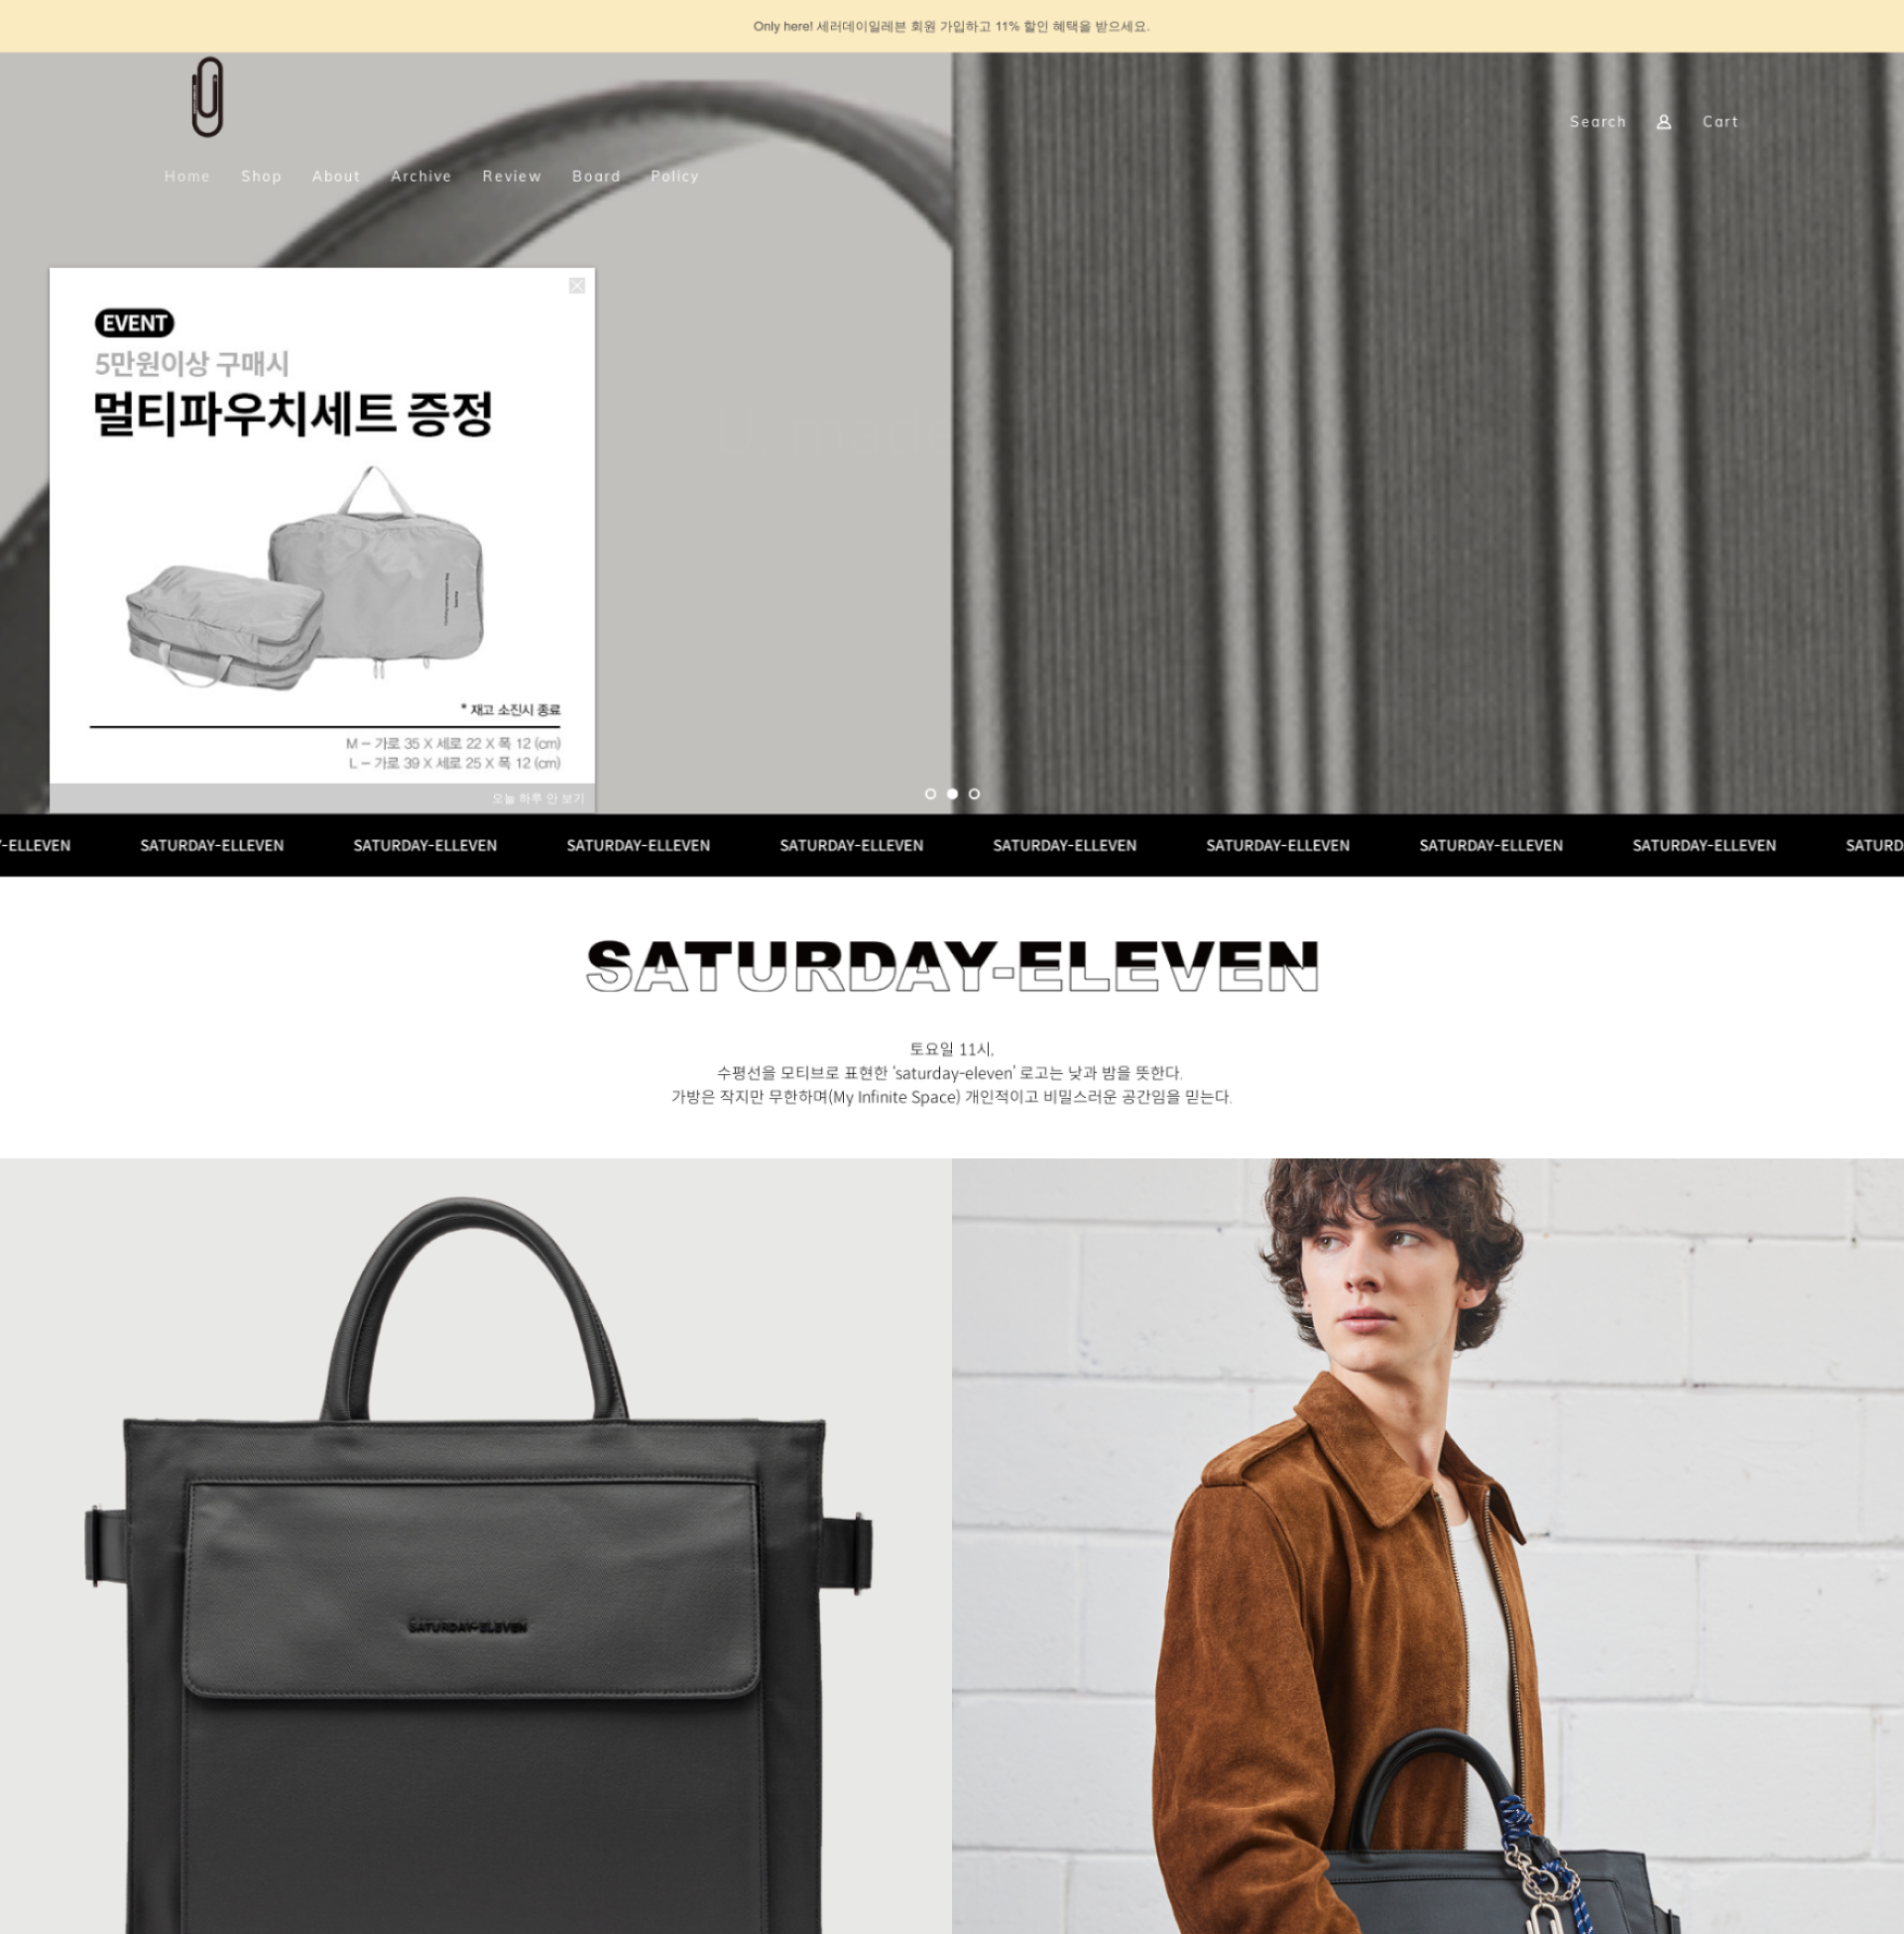 Only here! 세러데이일레븐 회원 가입하고 11% 할인 혜택을 받으세요.
Search Cart
Home Shop About Archive Review Board Policy
EVENT
5만원이상 구매시
멀티파우치세트 증정
* 재고 소진시 종료
M – 가로 35 X 세로 22 X 폭 12 (cm)
L – 가로 39 X 세로 25 X 폭 12 (cm)
오늘 하루 안 보기
-ELLEVEN SATURDAY-ELLEVEN SATURDAY-ELLEVEN SATURDAY-ELLEVEN SATURDAY-ELLEVEN SATURDAY-ELLEVEN SATURDAY-ELLEVEN SATURDAY-ELLEVEN SATURDAY-ELLEVEN SATURD
SATURDAY-ELEVEN
토요일 11시,
수평선을 모티브로 표현한 'saturday-eleven' 로고는 낮과 밤을 뜻한다.
가방은 작지만 무한하며(My Infinite Space) 개인적이고 비밀스러운 공간임을 믿는다.
SATURDAY-ELEVEN